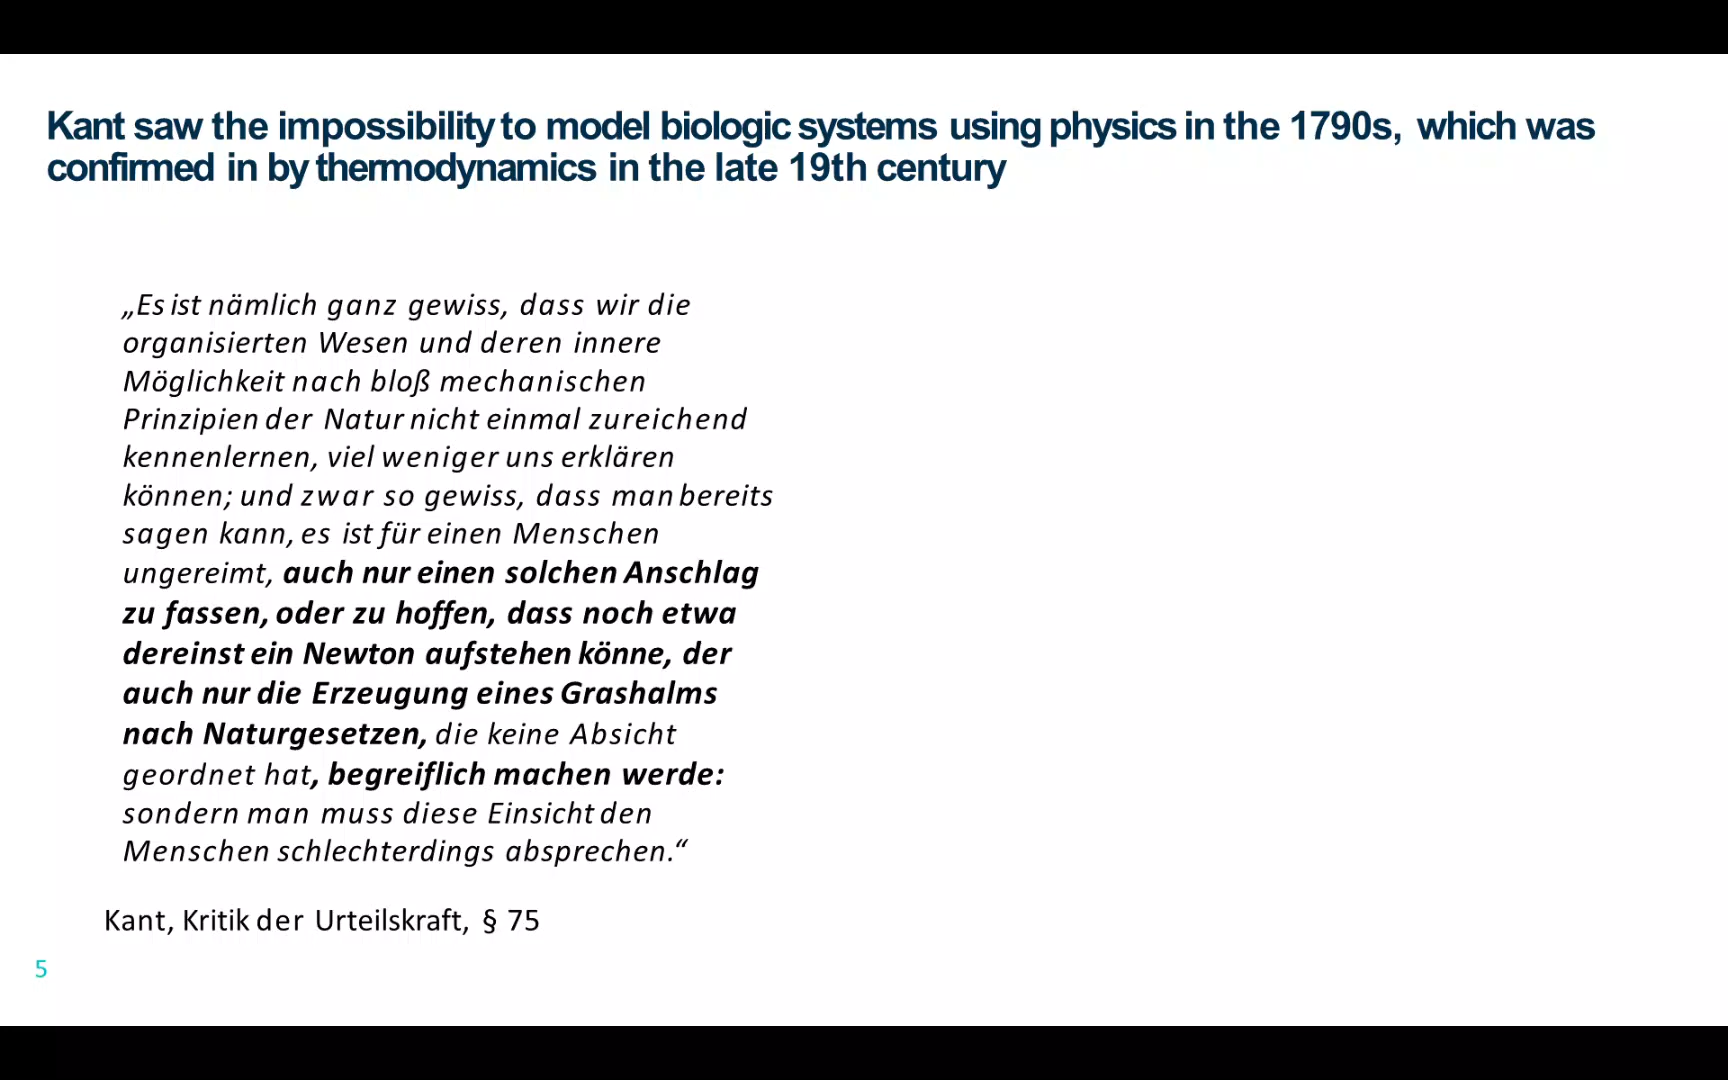 Kant saw the impossibility to model biologic systems using physics in the 1790s, which was
confirmed in by thermodynamics in the late 19th century
„Es ist nämlich ganz gewiss, dass wir die
organisierten Wesen und deren innere
Möglichkeit nach bloß mechanischen
Prinzipien der Natur nicht einmal zureichend
kennenlernen, viel weniger uns erklären
können; und zwar so gewiss, dass man bereits
sagen kann, es ist für einen Menschen
ungereimt, auch nur einen solchen Anschlag
zu fassen, oder zu hoffen, dass noch etwa
dereinst ein Newton aufstehen könne, der
auch nur die Erzeugung eines Grashalms
nach Naturgesetzen, die keine Absicht
geordnet hat, begreiflich machen werde:
sondern man muss diese Einsicht den
Menschen schlechterdings absprechen.“
Kant, Kritik der Urteilskraft, § 75
5